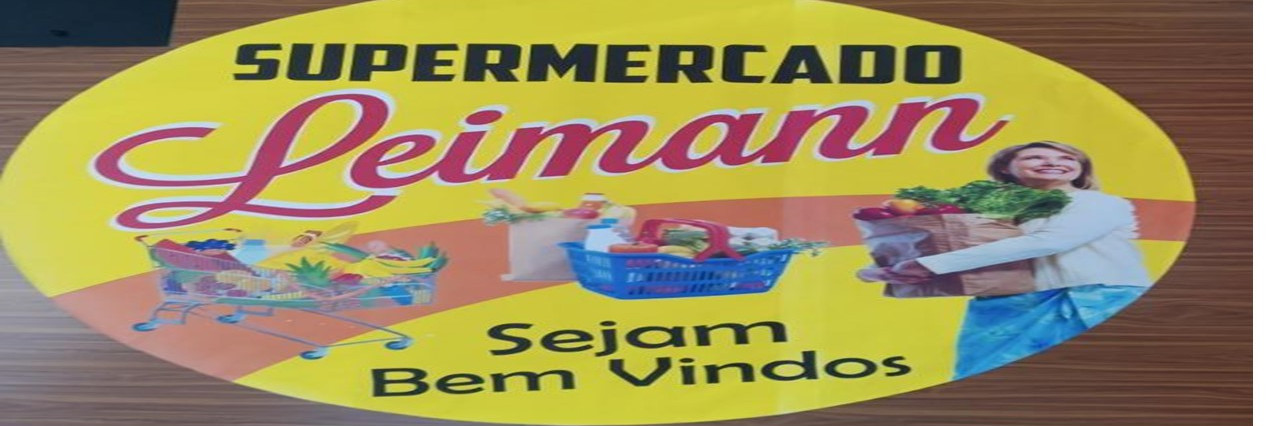 SUPERMERCADO
Leimann
Sejam
Bem Vindos